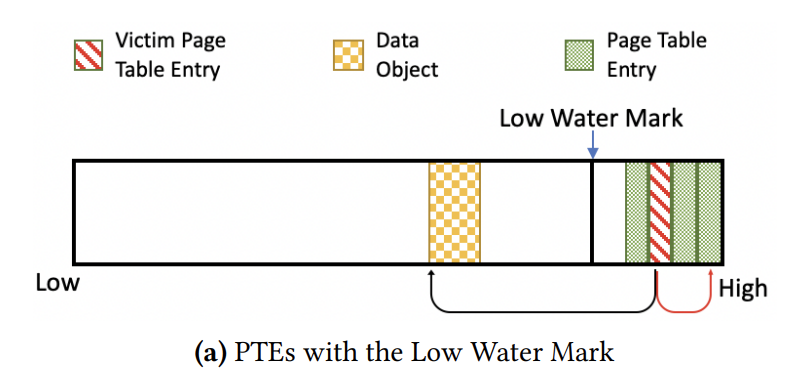 Victim Page
Table Entry
Data
Object
Page Table
Entry
Low Water Mark
Low
High
(a) PTEs with the Low Water Mark